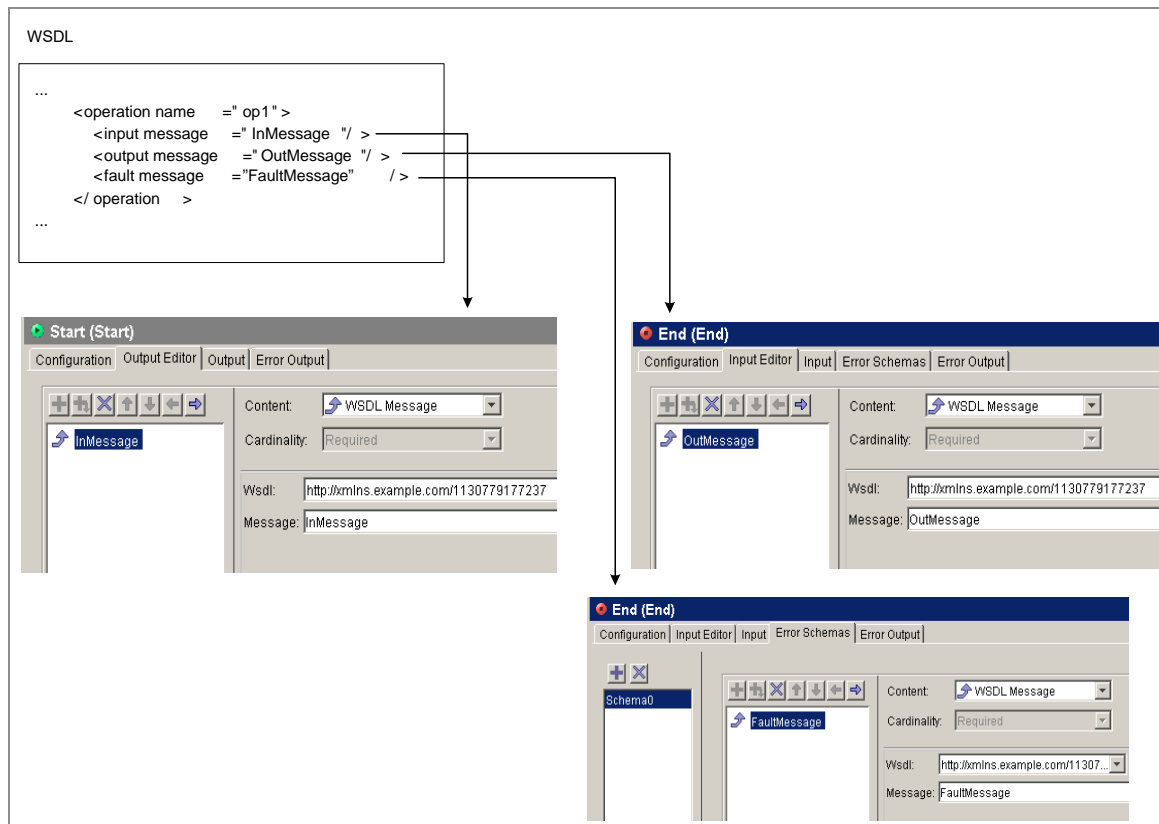 WSDL
...
<operation name =" op1" >
<input message =" InMessage "/ >
<output message =" OutMessage "/ >
<fault message =”FaultMessage” / >
</ operation >
...
Start (Start)
Configuration Output Editor Output Error Output
Content: WSDL Message
InMessage
Cardinality: Required
Wsdl: http://xmlns.example.com/1130779177237
Message: InMessage
End (End)
Configuration Input Editor Input Error Schemas Error Output
Content: WSDL Message
OutMessage
Cardinality: Required
Wsdl: http://xmlns.example.com/1130779177237
Message: OutMessage
End (End)
Configuration Input Editor Input Error Schemas Error Output
Schema0
Content: WSDL Message
FaultMessage
Cardinality: Required
Wsdl: http://xmlns.example.com/11307...
Message: FaultMessage